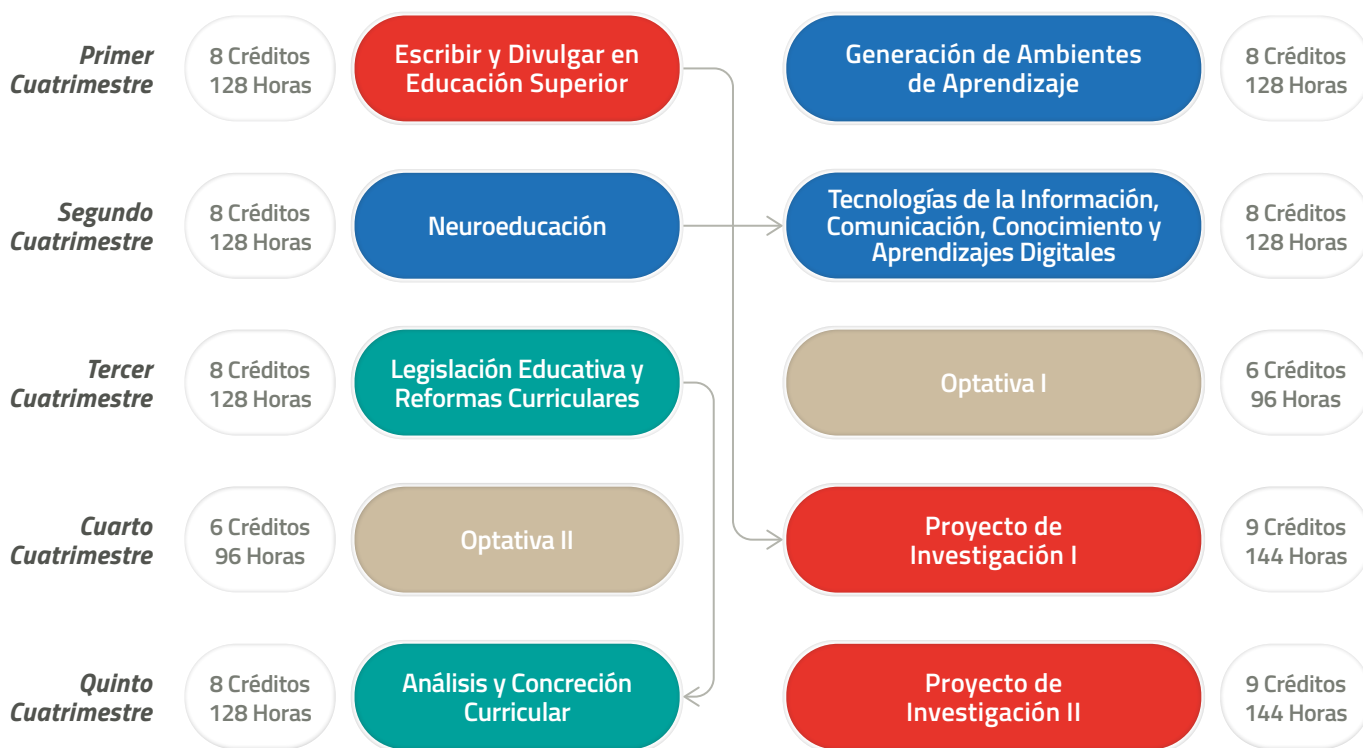 Primer
Cuatrimestre
8 Créditos
128 Horas
Escribir y Divulgar en
Educación Superior
Generación de Ambientes
de Aprendizaje
8 Créditos
128 Horas
Segundo
Cuatrimestre
8 Créditos
128 Horas
Neuroeducación
Tecnologías de la Información,
Comunicación, Conocimiento y
Aprendizajes Digitales
8 Créditos
128 Horas
Tercer
Cuatrimestre
8 Créditos
128 Horas
Legislación Educativa y
Reformas Curriculares
Optativa I
6 Créditos
96 Horas
Cuarto
Cuatrimestre
6 Créditos
96 Horas
Optativa II
Proyecto de
Investigación I
9 Créditos
144 Horas
Quinto
Cuatrimestre
8 Créditos
128 Horas
Análisis y Concreción
Curricular
Proyecto de
Investigación II
9 Créditos
144 Horas